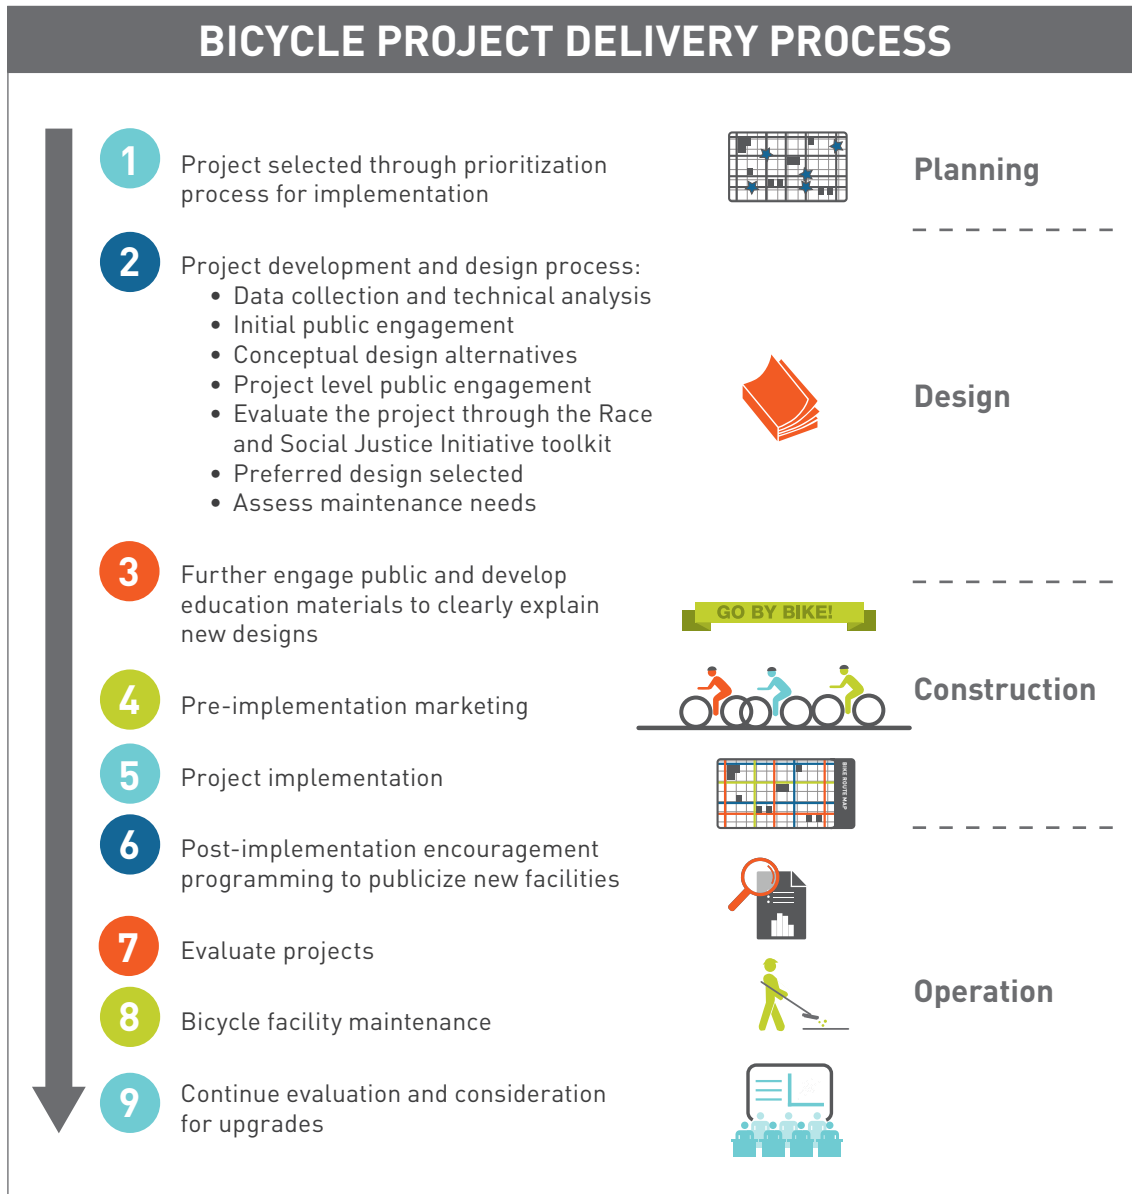 BICYCLE PROJECT DELIVERY PROCESS
1
Project selected through prioritization
process for implementation
Planning
2
Project development and design process:
• Data collection and technical analysis
• Initial public engagement
• Conceptual design alternatives
• Project level public engagement
• Evaluate the project through the Race
and Social Justice Initiative toolkit
• Preferred design selected
• Assess maintenance needs
Design
3
Further engage public and develop
education materials to clearly explain
new designs
GO BY BIKE!
4
Pre-implementation marketing
Construction
5
Project implementation
BIKE ROUTE MAP
6
Post-implementation encouragement
programming to publicize new facilities
7
Evaluate projects
Operation
8
Bicycle facility maintenance
9
Continue evaluation and consideration
for upgrades